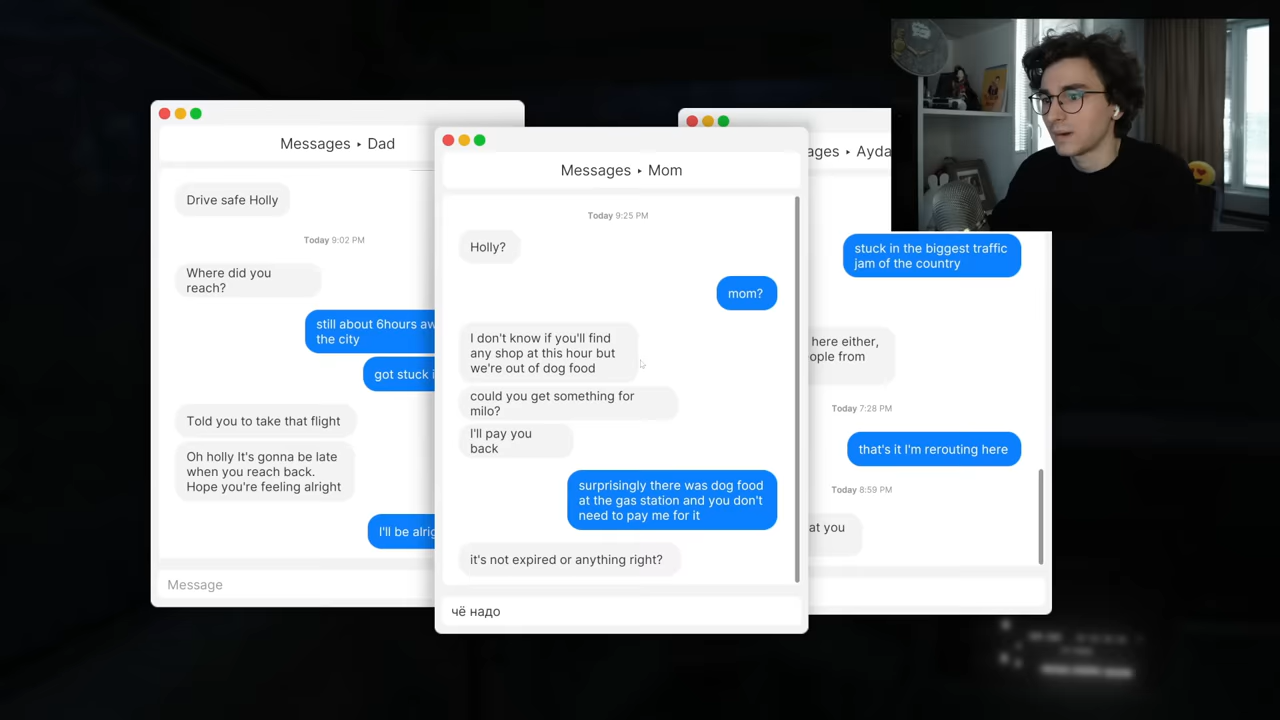 Messages ▸ Dad
Drive safe Holly
Today 9:02 PM
Where did you
reach?
still about 6hours aw
the city
got stuck i
Told you to take that flight
Oh holly It's gonna be late
when you reach back.
Hope you're feeling alright
I'll be alrig
Message
Messages ▸ Mom
Today 9:25 PM
Holly?
mom?
I don't know if you'll find
any shop at this hour but
we're out of dog food
could you get something for
milo?
I'll pay you
back
surprisingly there was dog food
at the gas station and you don't
need to pay me for it
it's not expired or anything right?
чё надо
ages ▸ Ayda
stuck in the biggest traffic
jam of the country
here either,
ople from
Today 7:28 PM
that's it I'm rerouting here
Today 8:59 PM
at you